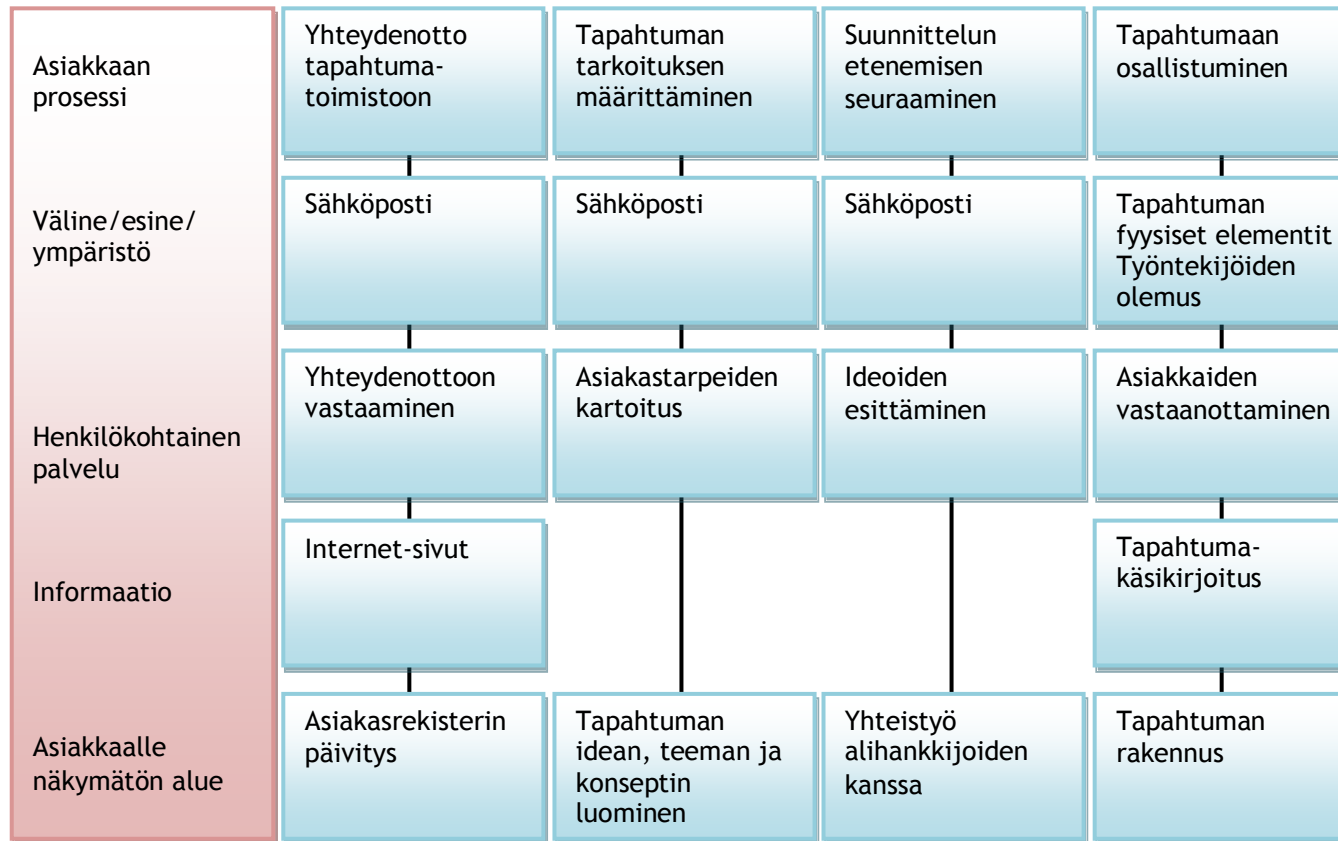 Asiakkaan
prosessi
Yhteydenotto
tapahtuma-
toimistoon
Tapahtuman
tarkoituksen
määrittäminen
Suunnittelun
etenemisen
seuraaminen
Tapahtumaan
osallistuminen
Väline/esine/
ympäristö
Sähköposti
Sähköposti
Sähköposti
Tapahtuman
fyysiset elementit
Työntekijöiden
olemus
Henkilökohtainen
palvelu
Yhteydenottoon
vastaaminen
Asiakastarpeiden
kartoitus
Ideoiden
esittäminen
Asiakkaiden
vastaanottaminen
Informaatio
Internet-sivut
Tapahtuma-
käsikirjoitus
Asiakkaalle
näkymätön alue
Asiakasrekisterin
päivitys
Tapahtuman
idean, teeman ja
konseptin
luominen
Yhteistyö
alihankkijoiden
kanssa
Tapahtuman
rakennus